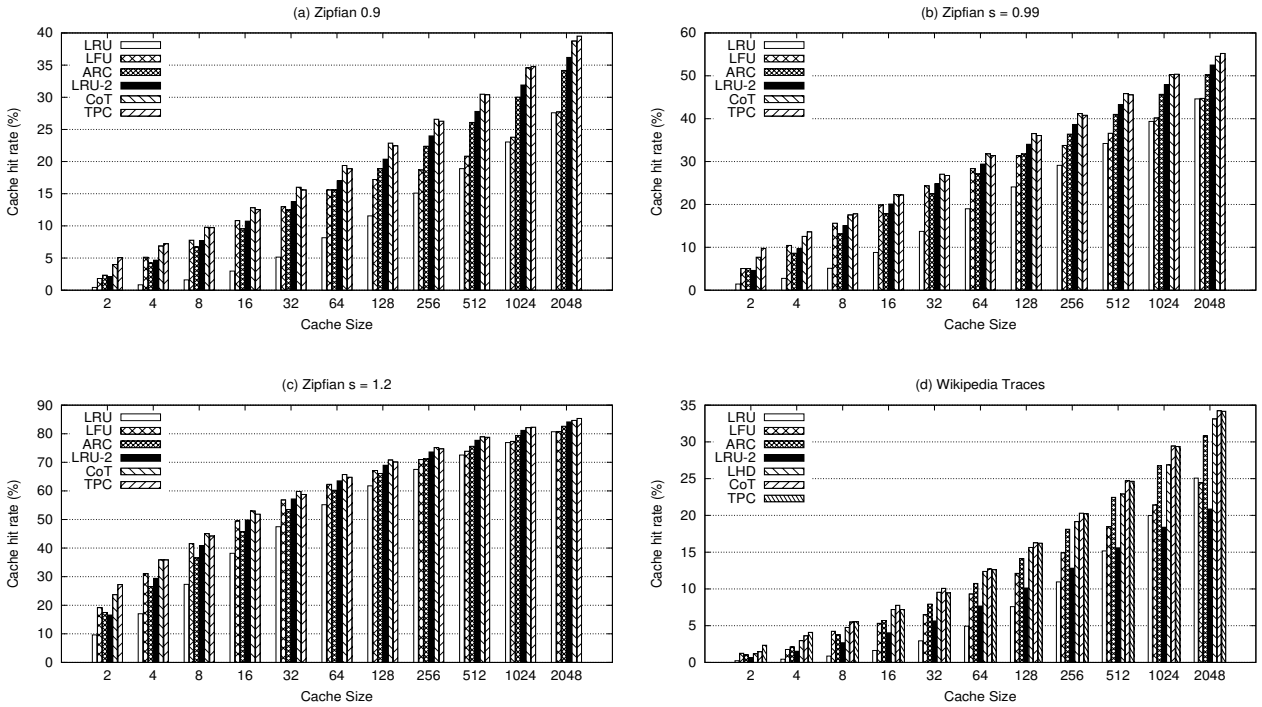 (a) Zipfian 0.9
Cache hit rate (%)
40
35
30
25
20
15
10
5
0
LRU
LFU
ARC
LRU-2
CoT
TPC
2 4 8 16 32 64 128 256 512 1024 2048
Cache Size
(b) Zipfian s = 0.99
Cache hit rate (%)
60
50
40
30
20
10
0
LRU
LFU
ARC
LRU-2
CoT
TPC
2 4 8 16 32 64 128 256 512 1024 2048
Cache Size
(c) Zipfian s = 1.2
Cache hit rate (%)
90
80
70
60
50
40
30
20
10
0
LRU
LFU
ARC
LRU-2
CoT
TPC
2 4 8 16 32 64 128 256 512 1024 2048
Cache Size
(d) Wikipedia Traces
Cache hit rate (%)
35
30
25
20
15
10
5
0
LRU
LFU
ARC
LRU-2
LHD
CoT
TPC
2 4 8 16 32 64 128 256 512 1024 2048
Cache Size